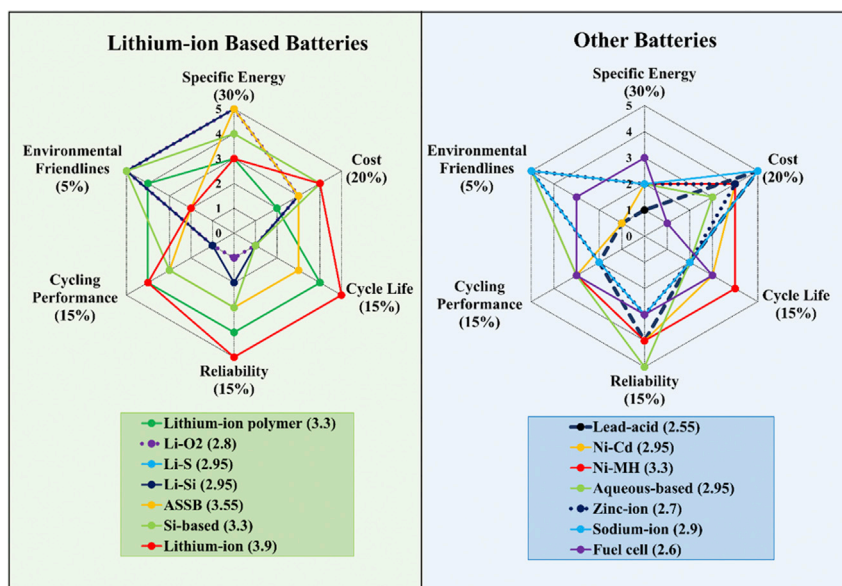 Lithium-ion Based Batteries
Specific Energy
(30%)
5
4
3
2
1
0
Cost
(20%)
Cycle Life
(15%)
Reliability
(15%)
Cycling
Performance
(15%)
Environmental
Friendlines
(5%)
Lithium-ion polymer (3.3)
Li-O2 (2.8)
Li-S (2.95)
Li-Si (2.95)
ASSB (3.55)
Si-based (3.3)
Lithium-ion (3.9)
Other Batteries
Specific Energy
(30%)
5
4
3
2
1
0
Cost
(20%)
Cycle Life
(15%)
Reliability
(15%)
Cycling
Performance
(15%)
Environmental
Friendlines
(5%)
Lead-acid (2.55)
Ni-Cd (2.95)
Ni-MH (3.3)
Aqueous-based (2.95)
Zinc-ion (2.7)
Sodium-ion (2.9)
Fuel cell (2.6)